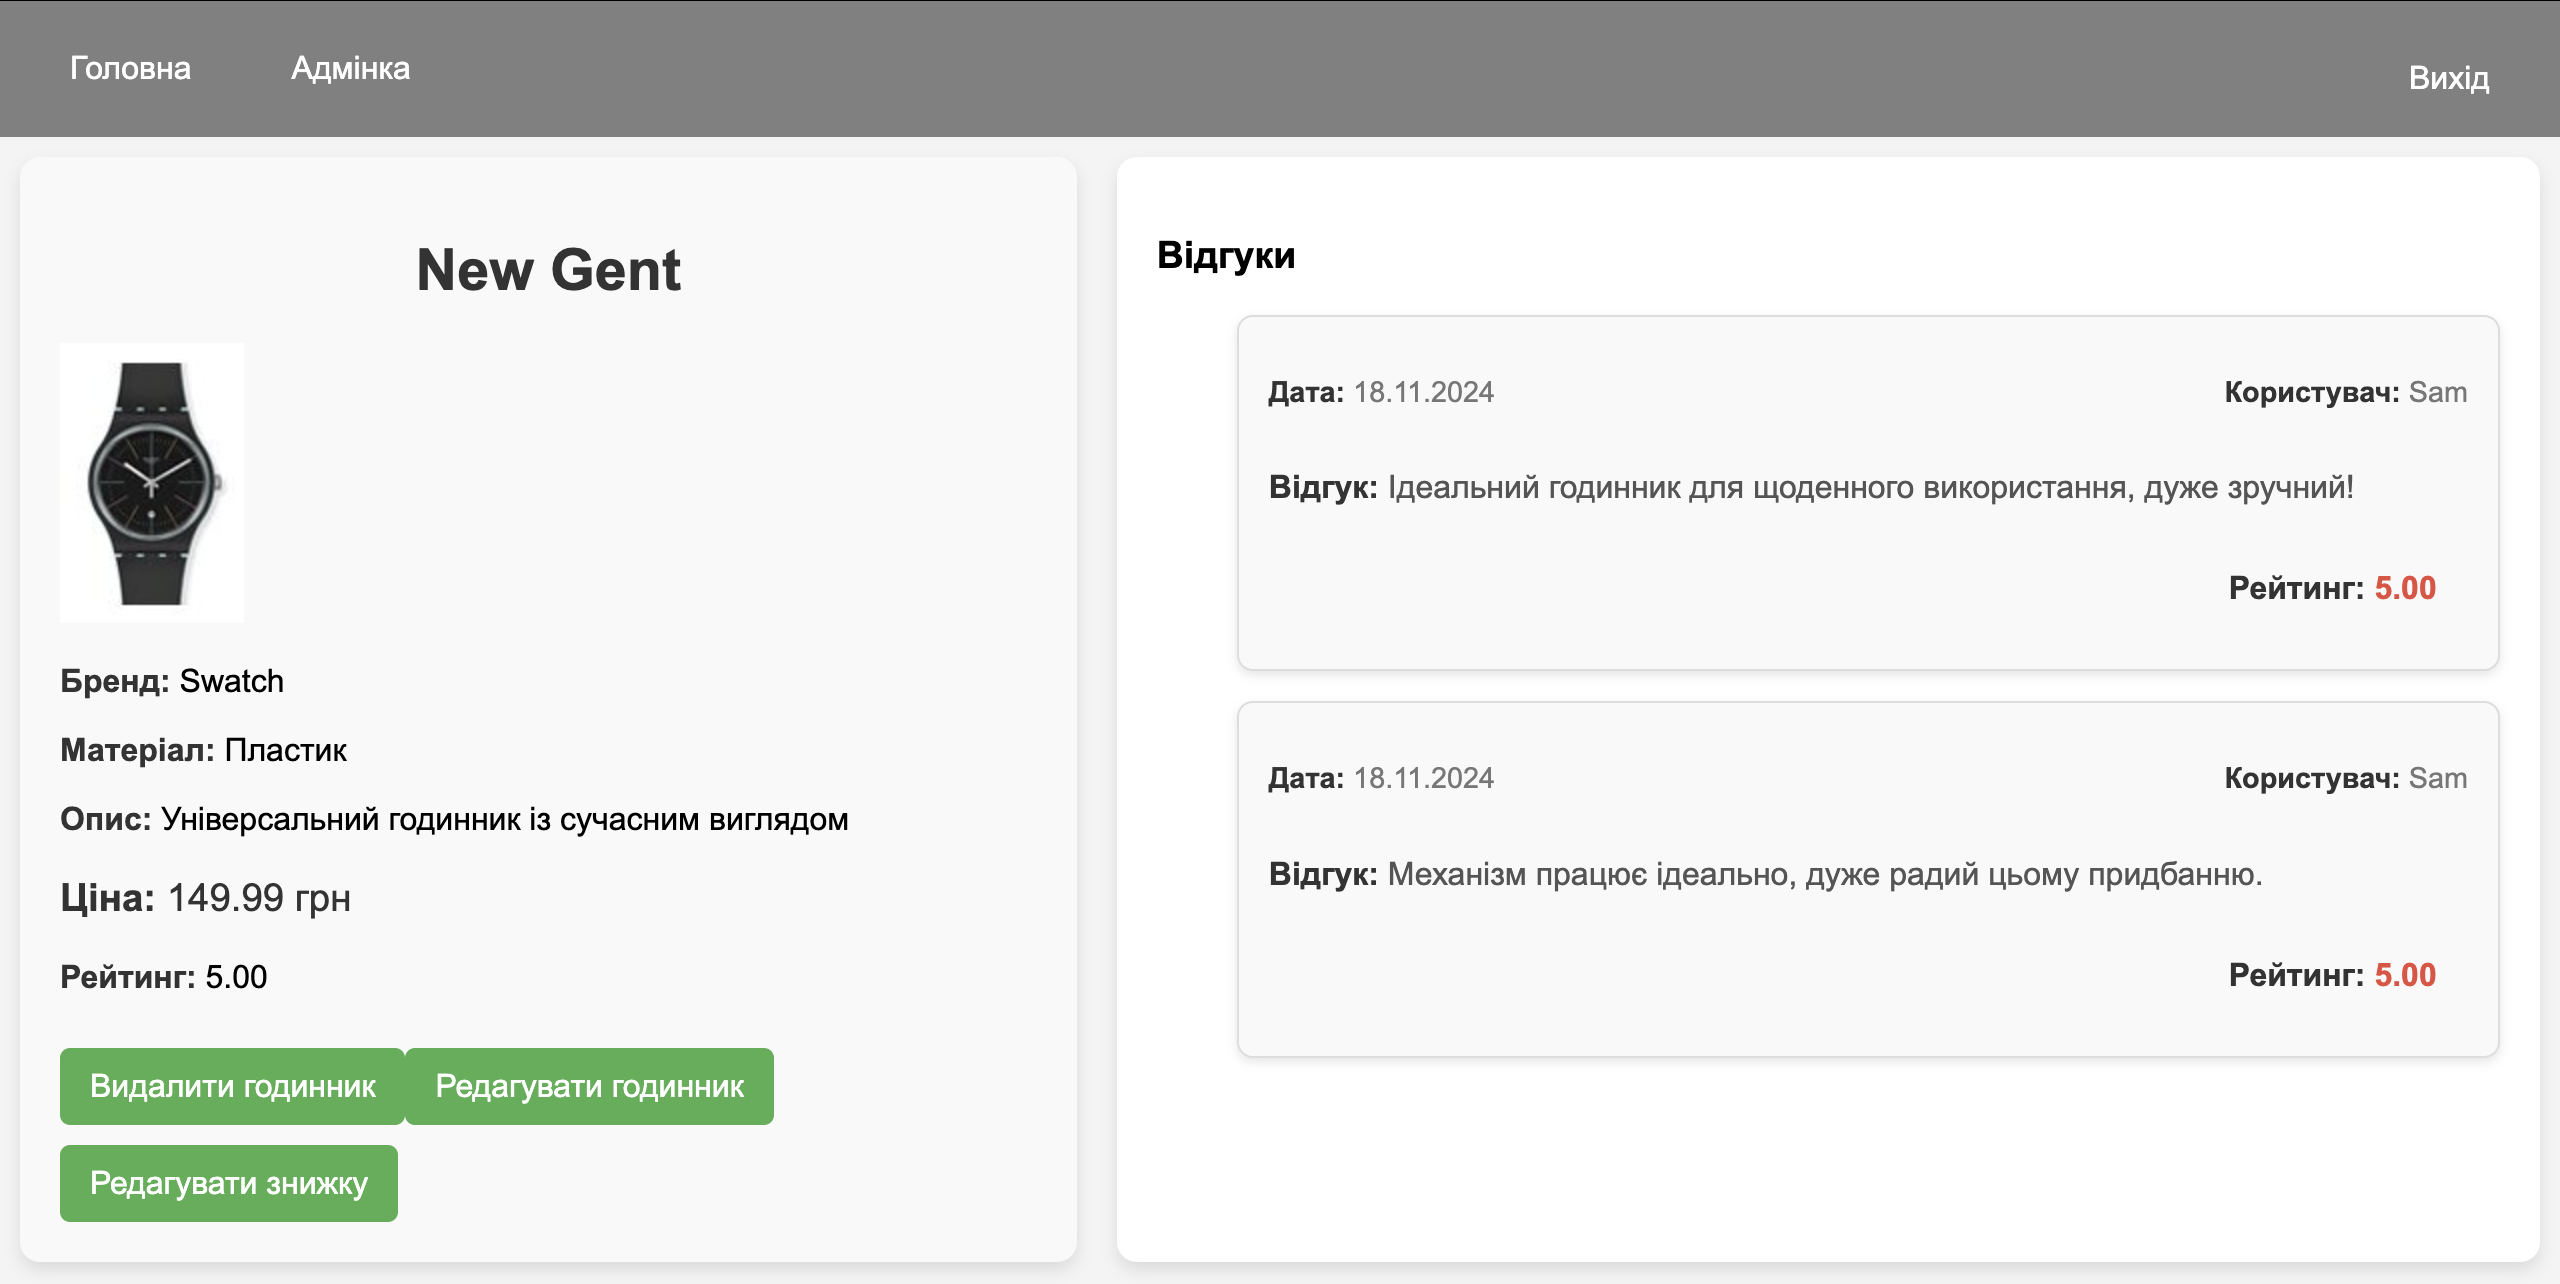 Головна
Адмінка
Вихід
New Gent
Бренд: Swatch
Матеріал: Пластик
Опис: Універсальний годинник із сучасним виглядом
Ціна: 149.99 грн
Рейтинг: 5.00
Видалити годинник
Редагувати годинник
Редагувати знижку
Відгуки
Дата: 18.11.2024
Користувач: Sam
Відгук: Ідеальний годинник для щоденного використання, дуже зручний!
Рейтинг: 5.00
Дата: 18.11.2024
Користувач: Sam
Відгук: Механізм працює ідеально, дуже радий цьому придбанню.
Рейтинг: 5.00